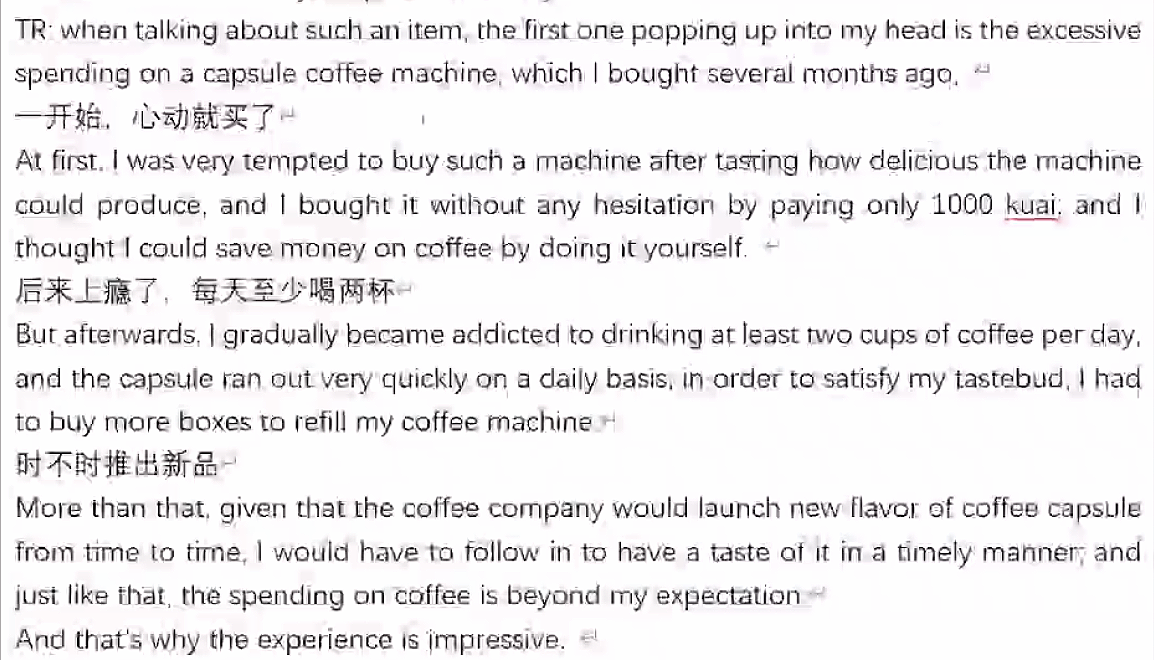 TR: when talking about such an item, the first one popping up into my head is the excessive
spending on a capsule coffee machine, which I bought several months ago.
一开始，心动就买了
At first, I was very tempted to buy such a machine after tasting how delicious the machine
could produce, and I bought it without any hesitation by paying only 1000 kuai; and I
thought I could save money on coffee by doing it yourself.
后来上瘾了，每天至少喝两杯
But afterwards, I gradually became addicted to drinking at least two cups of coffee per day,
and the capsule ran out very quickly on a daily basis, in order to satisfy my tastebud, I had
to buy more boxes to refill my coffee machine.
时不时推出新品
More than that, given that the coffee company would launch new flavor of coffee capsule
from time to time, I would have to follow in to have a taste of it in a timely manner; and
just like that, the spending on coffee is beyond my expectation.
And that's why the experience is impressive.